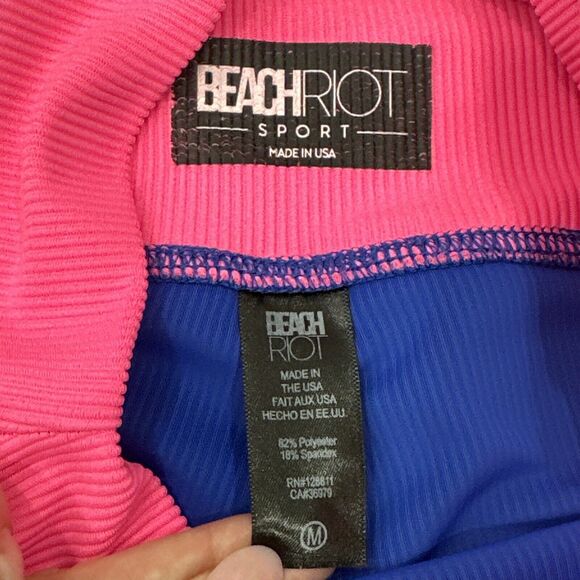 BEACHRIOT
SPORT
MADE IN USA
BEACH
RIOT
MADE IN
THE USA
FAIT AUX USA
HECHO EN EE.UU.
82% Polyester
18% Spandex
RN#128811
CA#36979
M